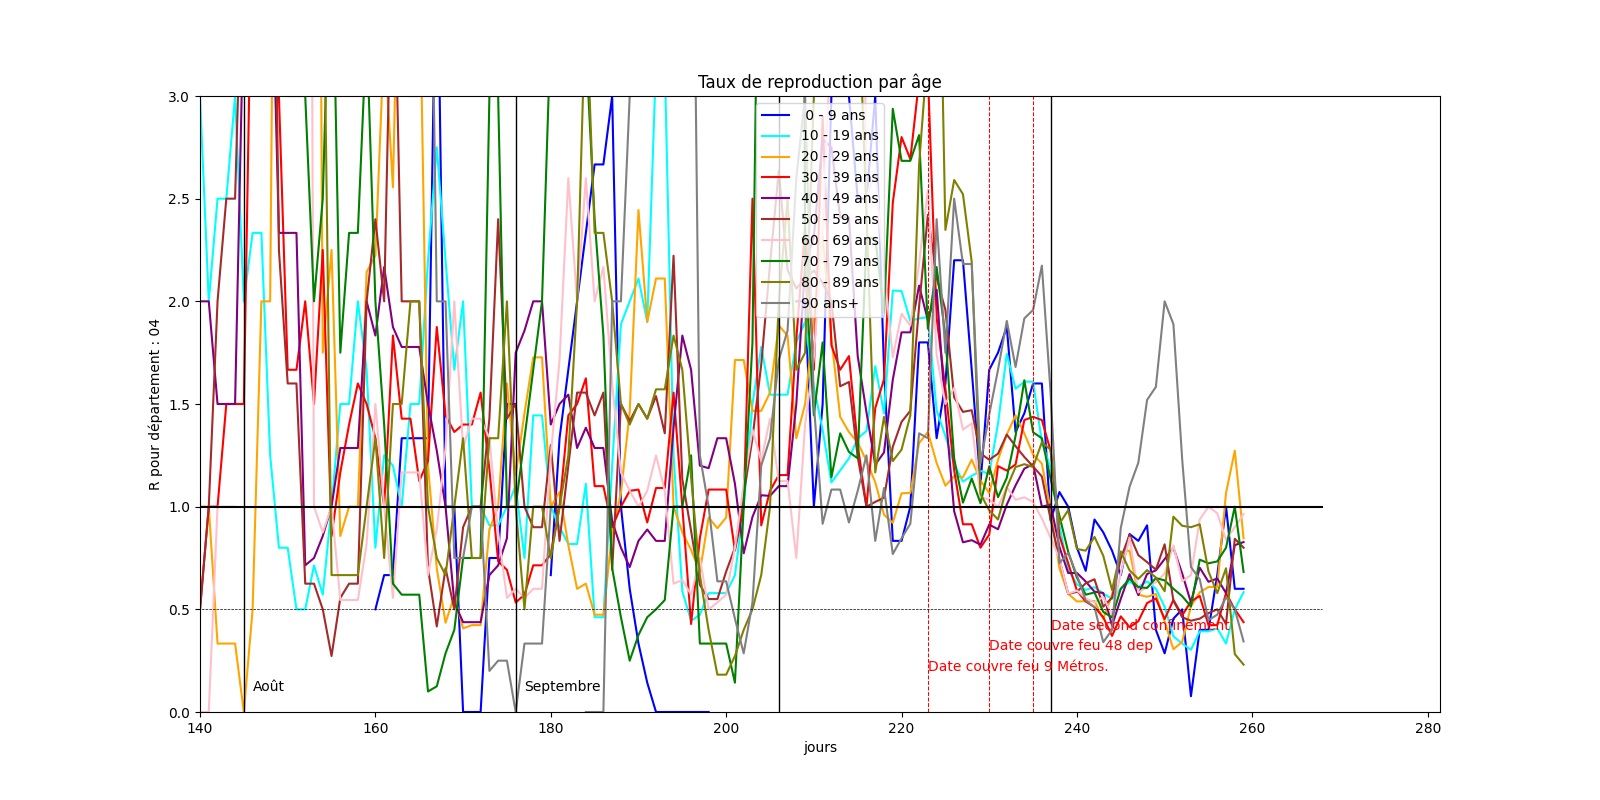 Taux de reproduction par âge
R pour département : 04
3.0
2.5
2.0
1.5
1.0
0.5
0.0
0 - 9 ans
10 - 19 ans
20 - 29 ans
30 - 39 ans
40 - 49 ans
50 - 59 ans
60 - 69 ans
70 - 79 ans
80 - 89 ans
90 ans+
Date second confinement
Date couvre feu 48 dep
Date couvre feu 9 Métros.
Août
Septembre
140
160
180
200
220
240
260
280
jours